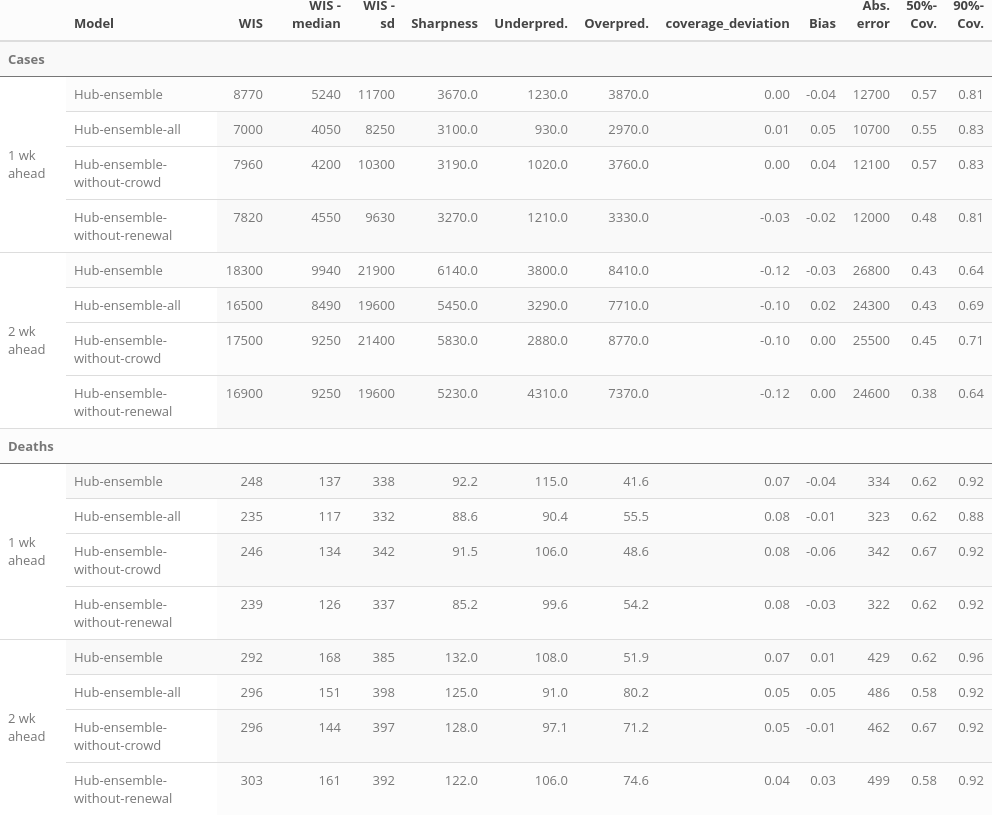 Model WIS WIS - median WIS - sd Sharpness Underpred. Overpred. coverage_deviation Bias Abs. error 50%-Cov. 90%-Cov.
Cases
1 wk ahead
Hub-ensemble 8770 5240 11700 3670.0 1230.0 3870.0 0.00 -0.04 12700 0.57 0.81
Hub-ensemble-all 7000 4050 8250 3100.0 930.0 2970.0 0.01 0.05 10700 0.55 0.83
Hub-ensemble-without-crowd 7960 4200 10300 3190.0 1020.0 3760.0 0.00 0.04 12100 0.57 0.83
Hub-ensemble-without-renewal 7820 4550 9630 3270.0 1210.0 3330.0 -0.03 -0.02 12000 0.48 0.81
2 wk ahead
Hub-ensemble 18300 9940 21900 6140.0 3800.0 8410.0 -0.12 -0.03 26800 0.43 0.64
Hub-ensemble-all 16500 8490 19600 5450.0 3290.0 7710.0 -0.10 0.02 24300 0.43 0.69
Hub-ensemble-without-crowd 17500 9250 21400 5830.0 2880.0 8770.0 -0.10 0.00 25500 0.45 0.71
Hub-ensemble-without-renewal 16900 9250 19600 5230.0 4310.0 7370.0 -0.12 0.00 24600 0.38 0.64
Deaths
1 wk ahead
Hub-ensemble 248 137 338 92.2 115.0 41.6 0.07 -0.04 334 0.62 0.92
Hub-ensemble-all 235 117 332 88.6 90.4 55.5 0.08 -0.01 323 0.62 0.88
Hub-ensemble-without-crowd 246 134 342 91.5 106.0 48.6 0.08 -0.06 342 0.67 0.92
Hub-ensemble-without-renewal 239 126 337 85.2 99.6 54.2 0.08 -0.03 322 0.62 0.92
2 wk ahead
Hub-ensemble 292 168 385 132.0 108.0 51.9 0.07 0.01 429 0.62 0.96
Hub-ensemble-all 296 151 398 125.0 91.0 80.2 0.05 0.05 486 0.58 0.92
Hub-ensemble-without-crowd 296 144 397 128.0 97.1 71.2 0.05 -0.01 462 0.67 0.92
Hub-ensemble-without-renewal 303 161 392 122.0 106.0 74.6 0.04 0.03 499 0.58 0.92